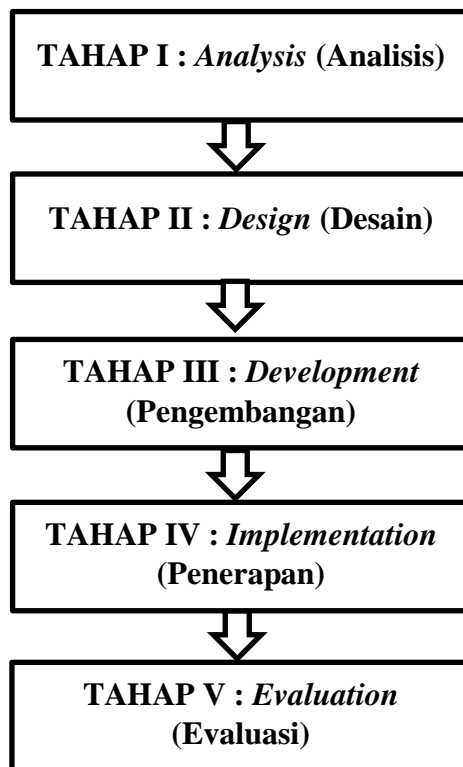 TAHAP I : Analysis (Analisis)
TAHAP II : Design (Desain)
TAHAP III : Development
(Pengembangan)
TAHAP IV : Implementation
(Penerapan)
TAHAP V : Evaluation
(Evaluasi)